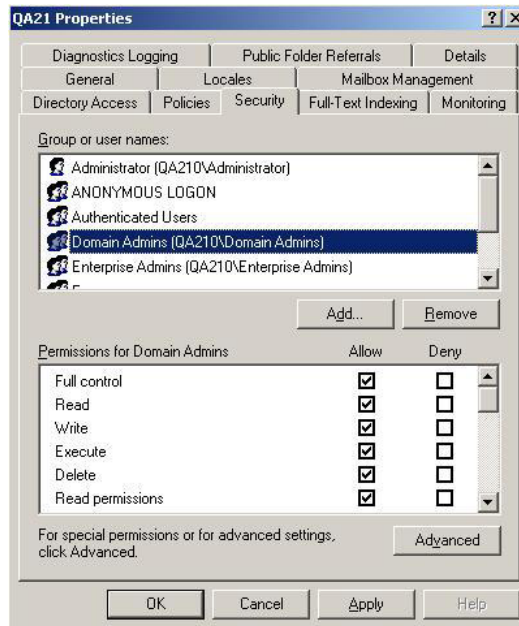 QA21 Properties
Diagnostics Logging Public Folder Referrals Details
General Locales Mailbox Management
Directory Access Policies Security Full-Text Indexing Monitoring
Group or user names:
Administrator (QA210\Administrator)
ANONYMOUS LOGON
Authenticated Users
Domain Admins (QA210\Domain Admins)
Enterprise Admins (QA210\Enterprise Admins)
Add... Remove
Permissions for Domain Admins Allow Deny
Full control
Read
Write
Execute
Delete
Read permissions
For special permissions or for advanced settings,
click Advanced.
Advanced
OK Cancel Apply Help